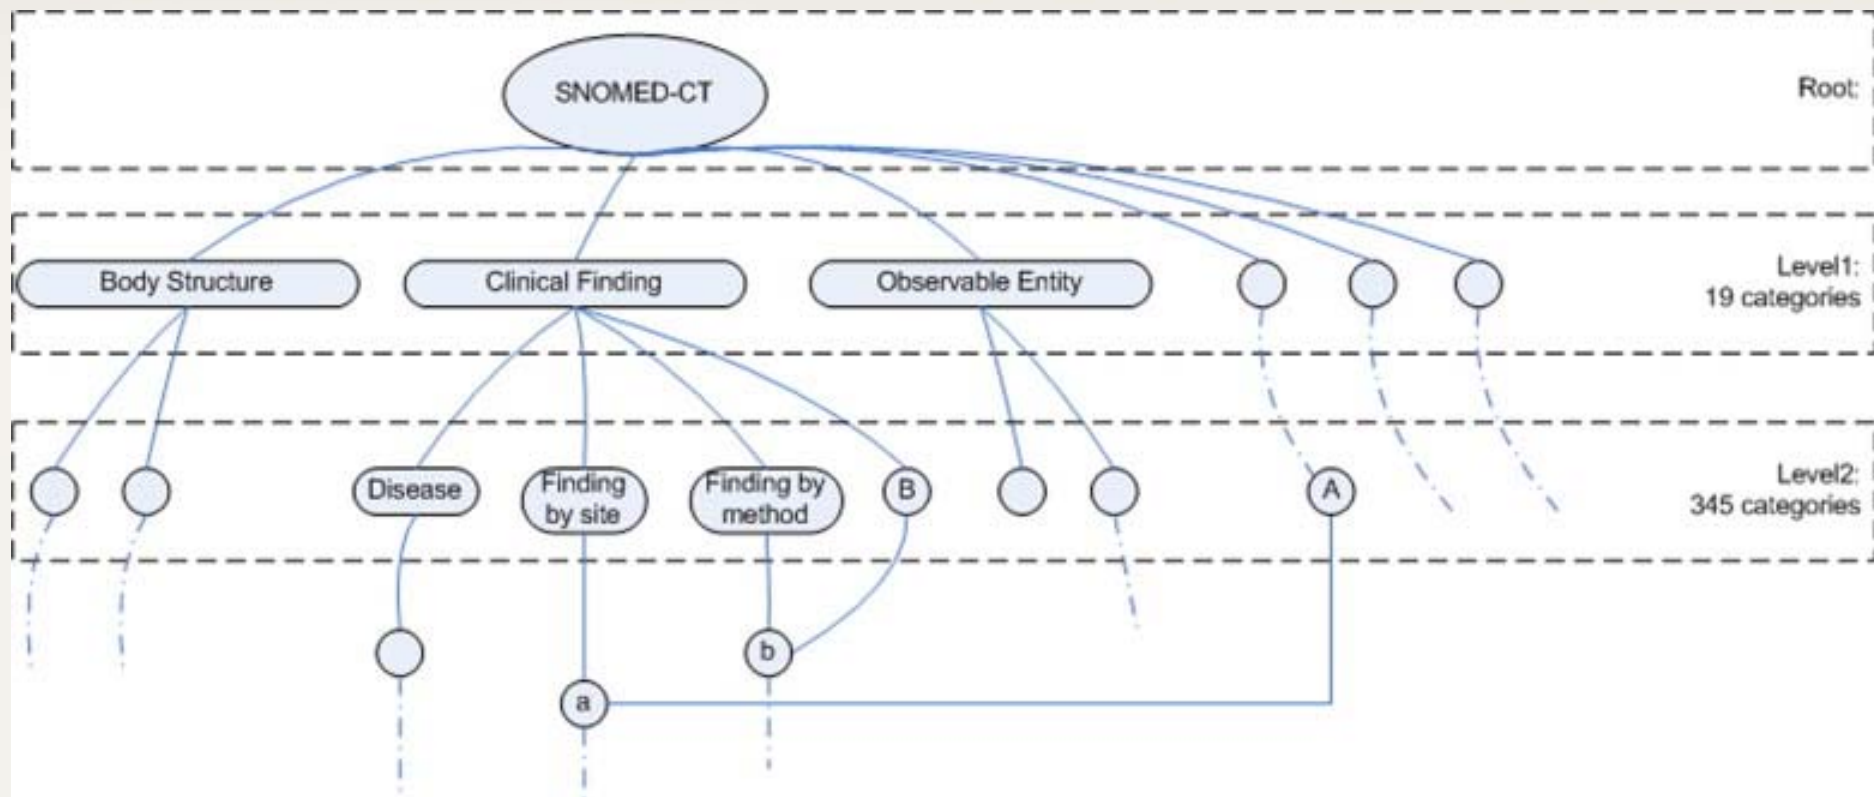 SNOMED-CT
Root:
Body Structure
Clinical Finding
Observable Entity
Level1:
19 categories
Disease
Finding
by site
Finding by
method
B
A
Level2:
345 categories
b
a